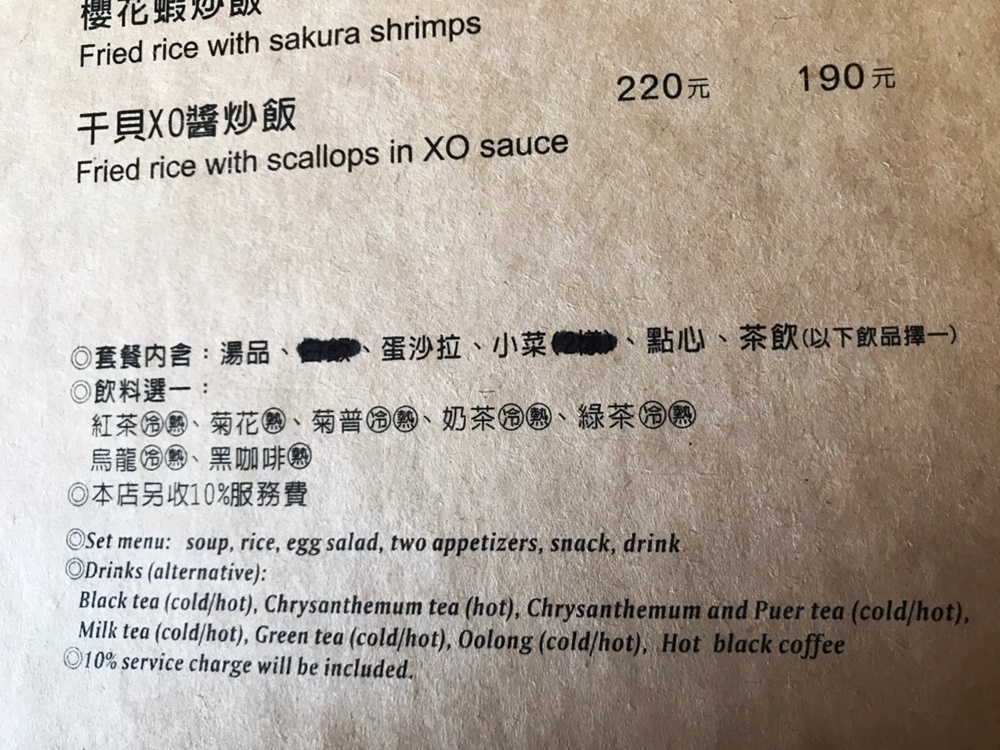 櫻花蝦炒飯
Fried rice with sakura shrimps
220元 190元
干貝XO醬炒飯
Fried rice with scallops in XO sauce
◎套餐內含：湯品、、蛋沙拉、小菜、點心、茶飲(以下飲品擇一)
◎飲料選一：
紅茶冷熱、菊花熱、菊普冷熱、奶茶冷熱、綠茶冷熱
烏龍冷熱、黑咖啡熱
◎本店另收10%服務費
◎Set menu: soup, rice, egg salad, two appetizers, snack, drink
◎Drinks (alternative):
Black tea (cold/hot), Chrysanthemum tea (hot), Chrysanthemum and Puer tea (cold/hot),
Milk tea (cold/hot), Green tea (cold/hot), Oolong (cold/hot), Hot black coffee
◎10% service charge will be included.